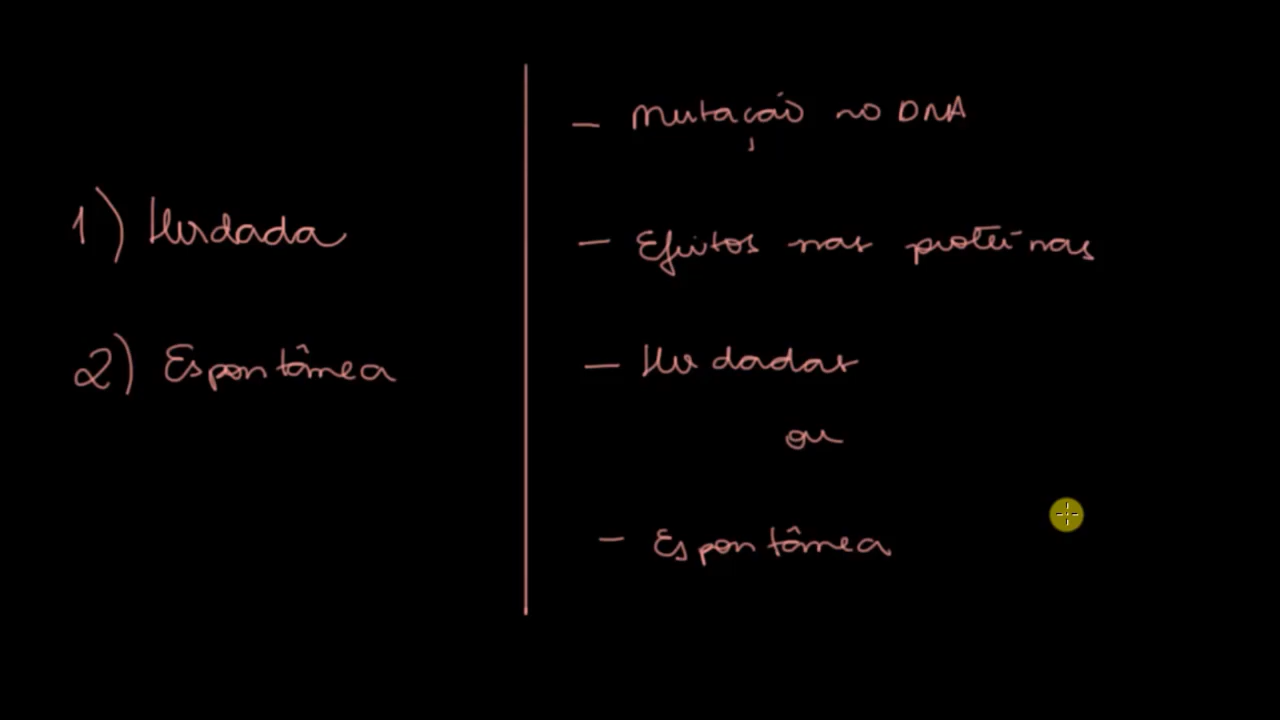 1) Herdada
2) Espontânea
- Mutação no DNA
- Efeitos nas proteínas
- Herdadas
ou
- Espontânea